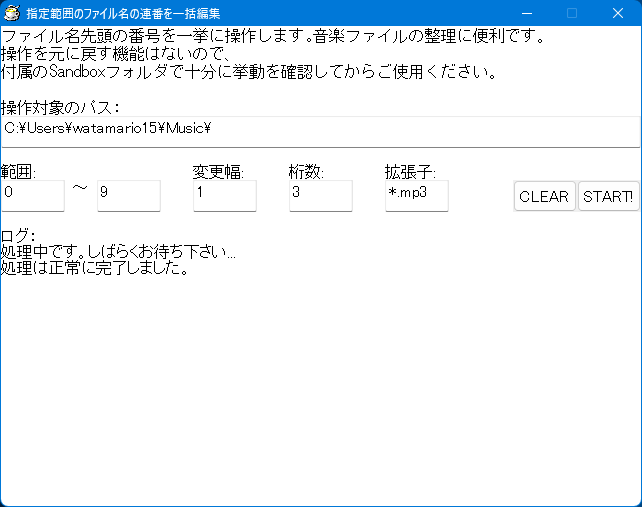 指定範囲のファイル名の連番を一括編集
ファイル名先頭の番号を一挙に操作します。音楽ファイルの整理に便利です。
操作を元に戻す機能はないので、
付属のSandboxフォルダで十分に挙動を確認してからご使用ください。
操作対象のパス:
C:¥Users¥watamario15¥Music¥
範囲: 変更幅: 桁数: 拡張子:
0 ～ 9 1 3 *.mp3 CLEAR START!
ログ:
処理中です。しばらくお待ち下さい...
処理は正常に完了しました。